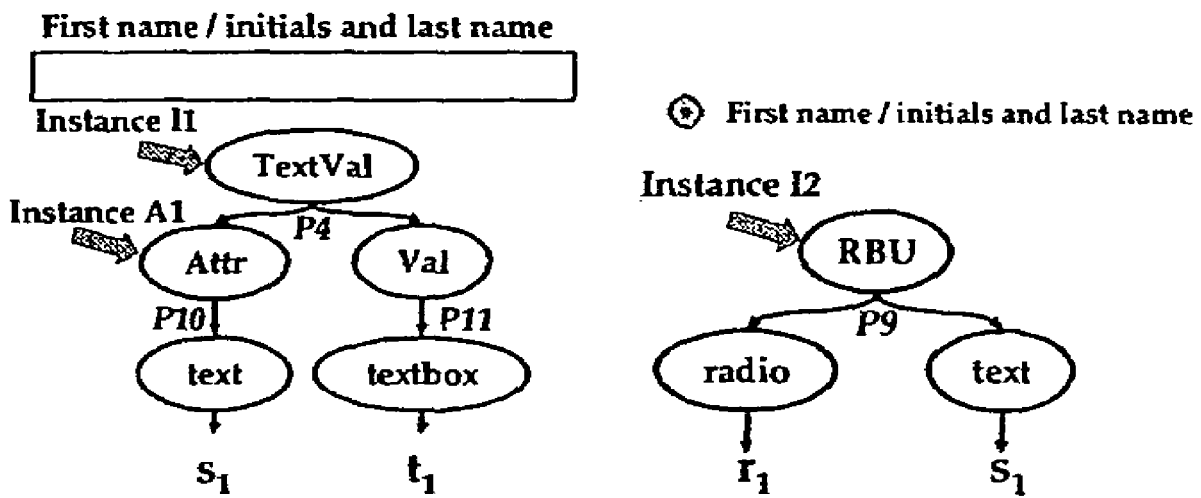 First name / initials and last name
Instance I1
TextVal
Instance A1
P4
Attr
Val
P10
P11
text
textbox
s1
t1
First name / initials and last name
Instance I2
RBU
P9
radio
text
r1
s1